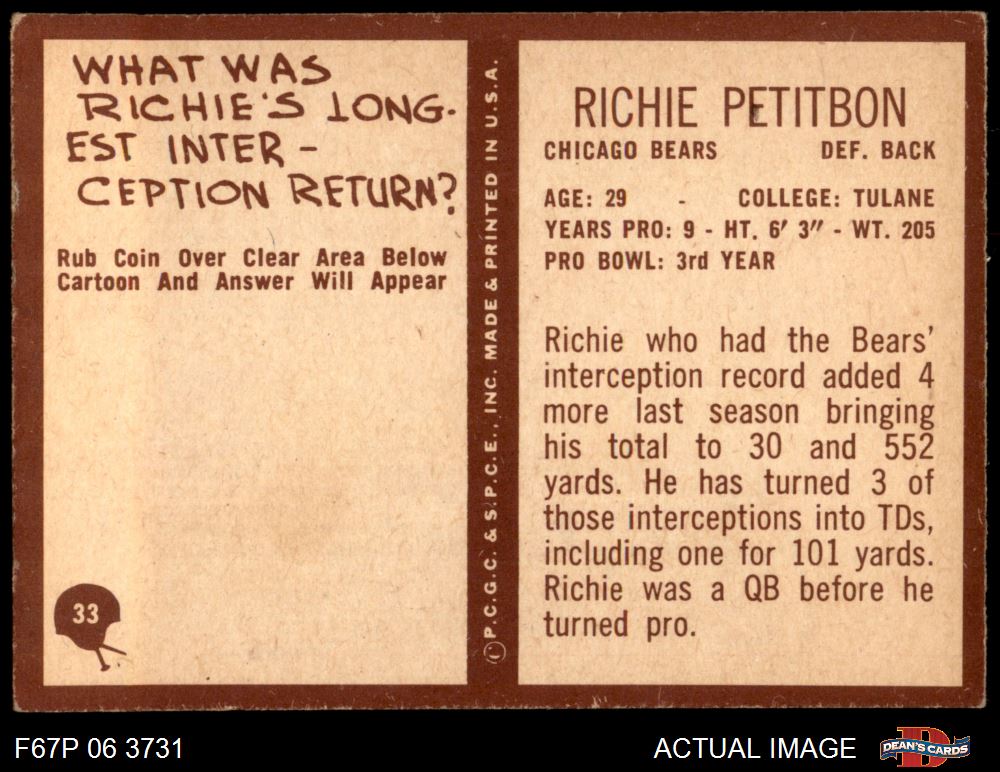 WHAT WAS
RICHIE'S LONG-
EST INTER-
CEPTION RETURN?
Rub Coin Over Clear Area Below
Cartoon And Answer Will Appear
33
© P.C.G.C. & S.P.C.E., INC. MADE & PRINTED IN U.S.A.
RICHIE PETITBON
CHICAGO BEARS DEF. BACK
AGE: 29 - COLLEGE: TULANE
YEARS PRO: 9 - HT. 6' 3" - WT. 205
PRO BOWL: 3rd YEAR
Richie who had the Bears'
interception record added 4
more last season bringing
his total to 30 and 552
yards. He has turned 3 of
those interceptions into TDs,
including one for 101 yards.
Richie was a QB before he
turned pro.
F67P 06 3731
ACTUAL IMAGE
DEAN'S CARDS